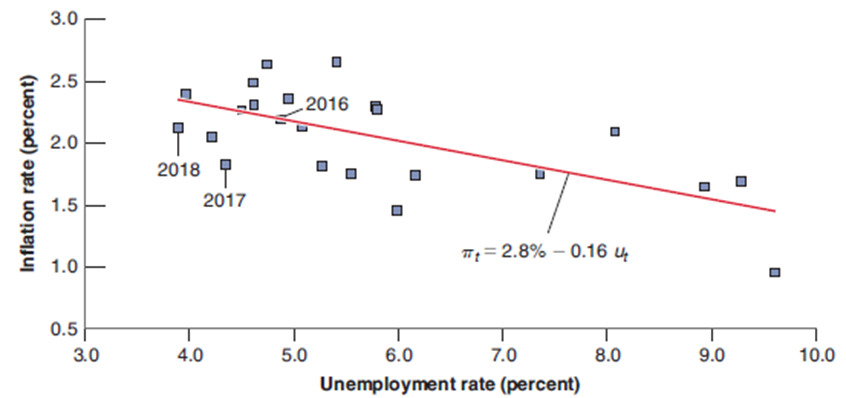 3.0
2.5
2.0
1.5
1.0
0.5
Inflation rate (percent)
2016
2018
2017
πt = 2.8% – 0.16 ut
3.0 4.0 5.0 6.0 7.0 8.0 9.0 10.0
Unemployment rate (percent)